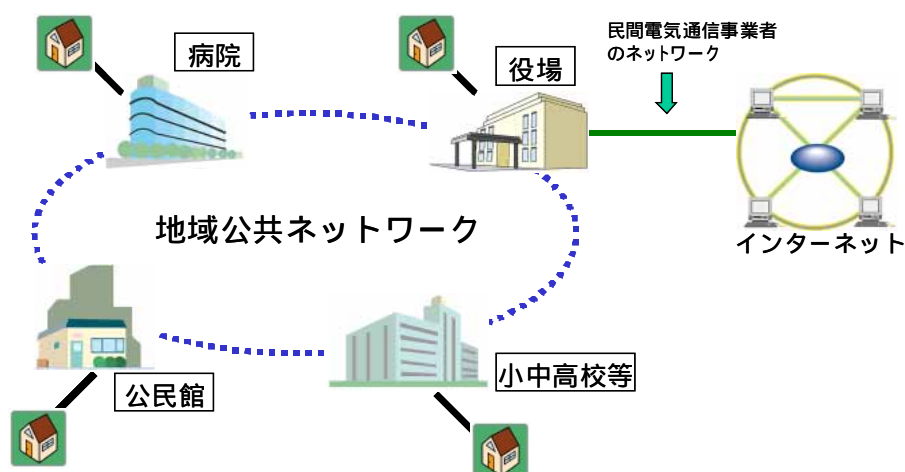 病院
役場
民間電気通信事業者
のネットワーク
地域公共ネットワーク
インターネット
公民館
小中高校等